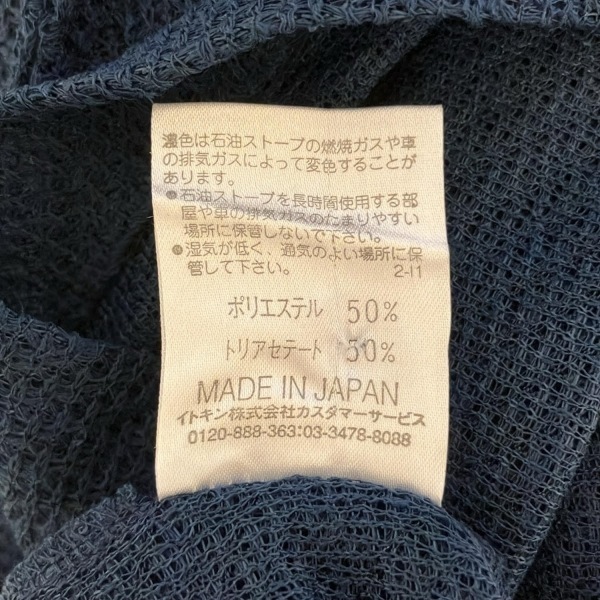 浅色は石油ストーブの燃焼ガスや車
の排気ガスによって変色することが
あります。
●石油ストーブを長時間使用する部
屋や車の排気ガスのたまりやすい
場所に保管しないで下さい。
●湿気が低く、通気のよい場所に保
管して下さい。 2-11
ポリエステル 50%
トリアセテート 50%
MADE IN JAPAN
イトキン株式会社カスタマーサービス
0120-888-363:03-3478-8088